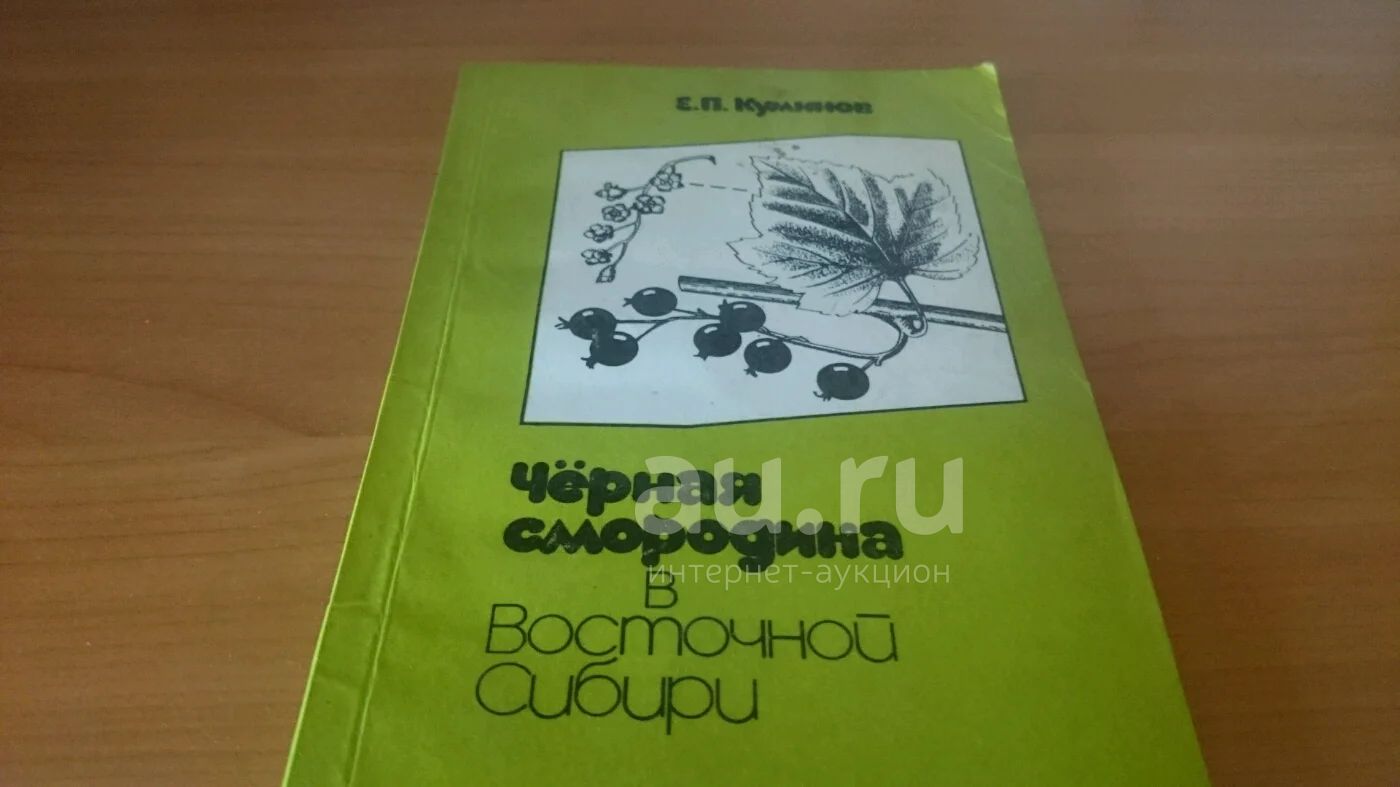 Е.П. Куминов
чёрная
смородина
в
Восточной
Сибири
au.ru
интернет-аукцион